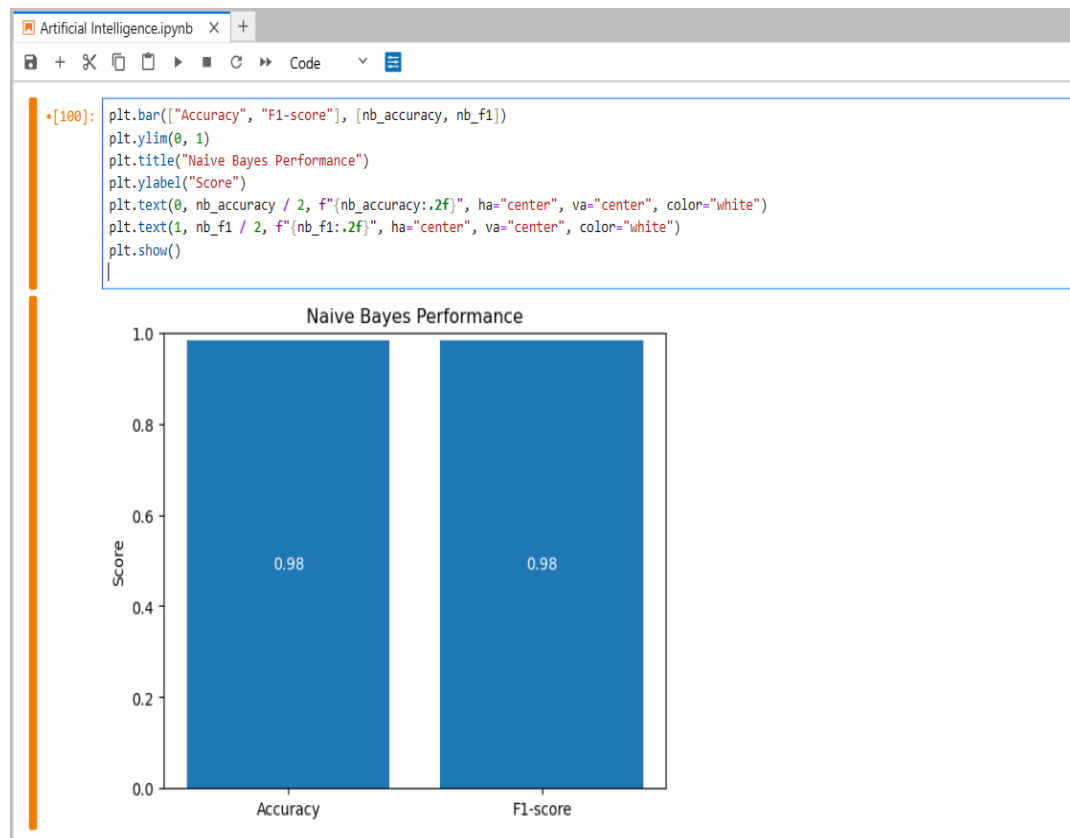 Artificial Intelligence.ipynb
Code
[100]:
plt.bar(["Accuracy", "F1-score"], [nb_accuracy, nb_f1])
plt.ylim(0, 1)
plt.title("Naive Bayes Performance")
plt.ylabel("Score")
plt.text(0, nb_accuracy / 2, f"{nb_accuracy:.2f}", ha="center", va="center", color="white")
plt.text(1, nb_f1 / 2, f"{nb_f1:.2f}", ha="center", va="center", color="white")
plt.show()
Naive Bayes Performance
1.0
0.8
0.6
0.4
0.2
0.0
Score
0.98
0.98
Accuracy
F1-score